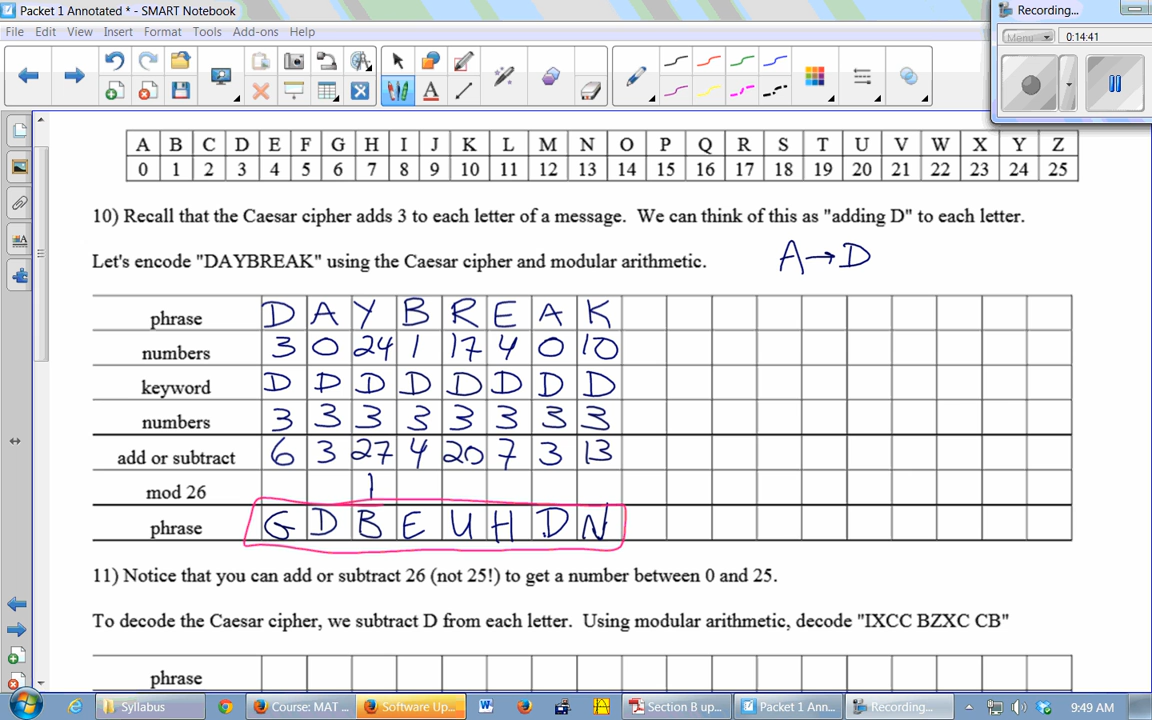 Packet 1 Annotated * - SMART Notebook
Recording...
File Edit View Insert Format Tools Add-ons Help
Menu 0:14:41
A B C D E F G H I J K L M N O P Q R S T U V W X Y Z
0 1 2 3 4 5 6 7 8 9 10 11 12 13 14 15 16 17 18 19 20 21 22 23 24 25
10) Recall that the Caesar cipher adds 3 to each letter of a message. We can think of this as "adding D" to each letter.
Let's encode "DAYBREAK" using the Caesar cipher and modular arithmetic.
A→D
phrase D A Y B R E A K
numbers 3 0 24 1 17 4 0 10
keyword D D D D D D D D
numbers 3 3 3 3 3 3 3 3
add or subtract 6 3 27 4 20 7 3 13
mod 26 1
phrase G D B E U H D N
11) Notice that you can add or subtract 26 (not 25!) to get a number between 0 and 25.
To decode the Caesar cipher, we subtract D from each letter. Using modular arithmetic, decode "IXCC BZXC CB"
phrase
Syllabus Course: MAT ... Software Up... Section B up... Packet 1 Ann... Recording... 9:49 AM